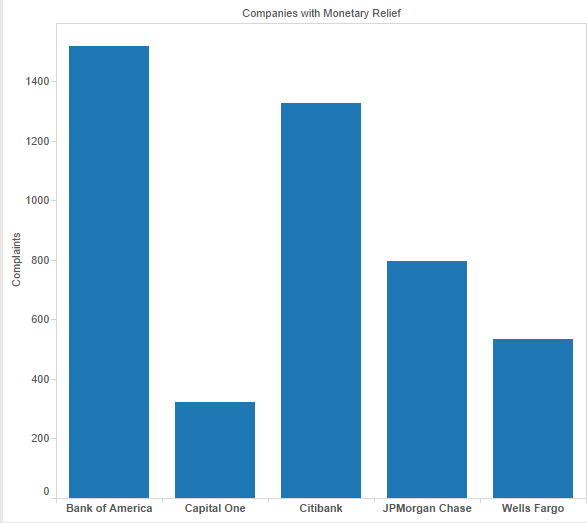 Companies with Monetary Relief
Complaints
1400
1200
1000
800
600
400
200
0
Bank of America
Capital One
Citibank
JPMorgan Chase
Wells Fargo